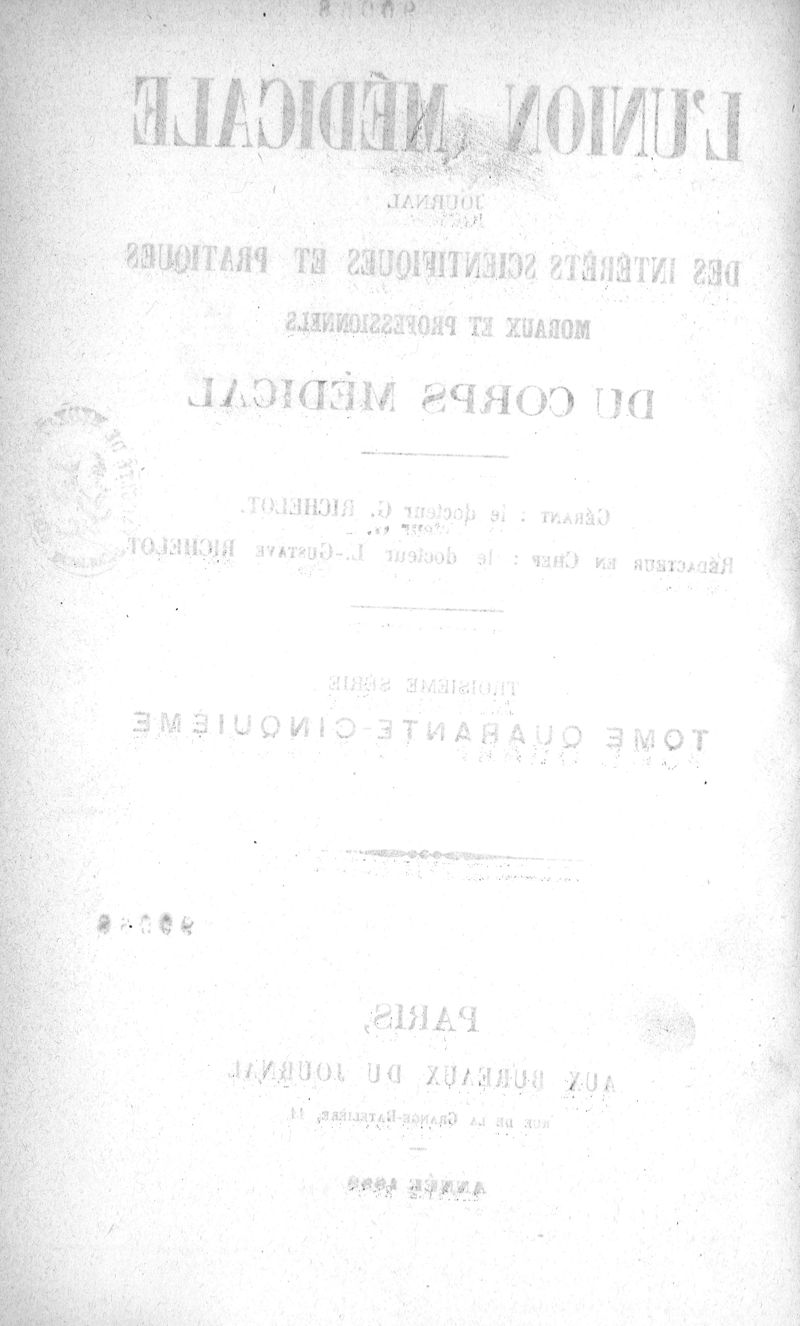 L'UNION MÉDICALE
JOURNAL
DES INTÉRÊTS SCIENTIFIQUES ET PRATIQUES
MORAUX ET PROFESSIONNELS
DU CORPS MÉDICAL
GÉRANT : le docteur G. RICHELOT.
RÉDACTEUR EN CHEF : le docteur L.-GUSTAVE RICHELOT
TROISIÈME SÉRIE
TOME QUARANTE-CINQUIÈME
PARIS,
AUX BUREAUX DU JOURNAL
RUE DE LA GRANGE-BATELIÈRE, 11
ANNÉE 1888